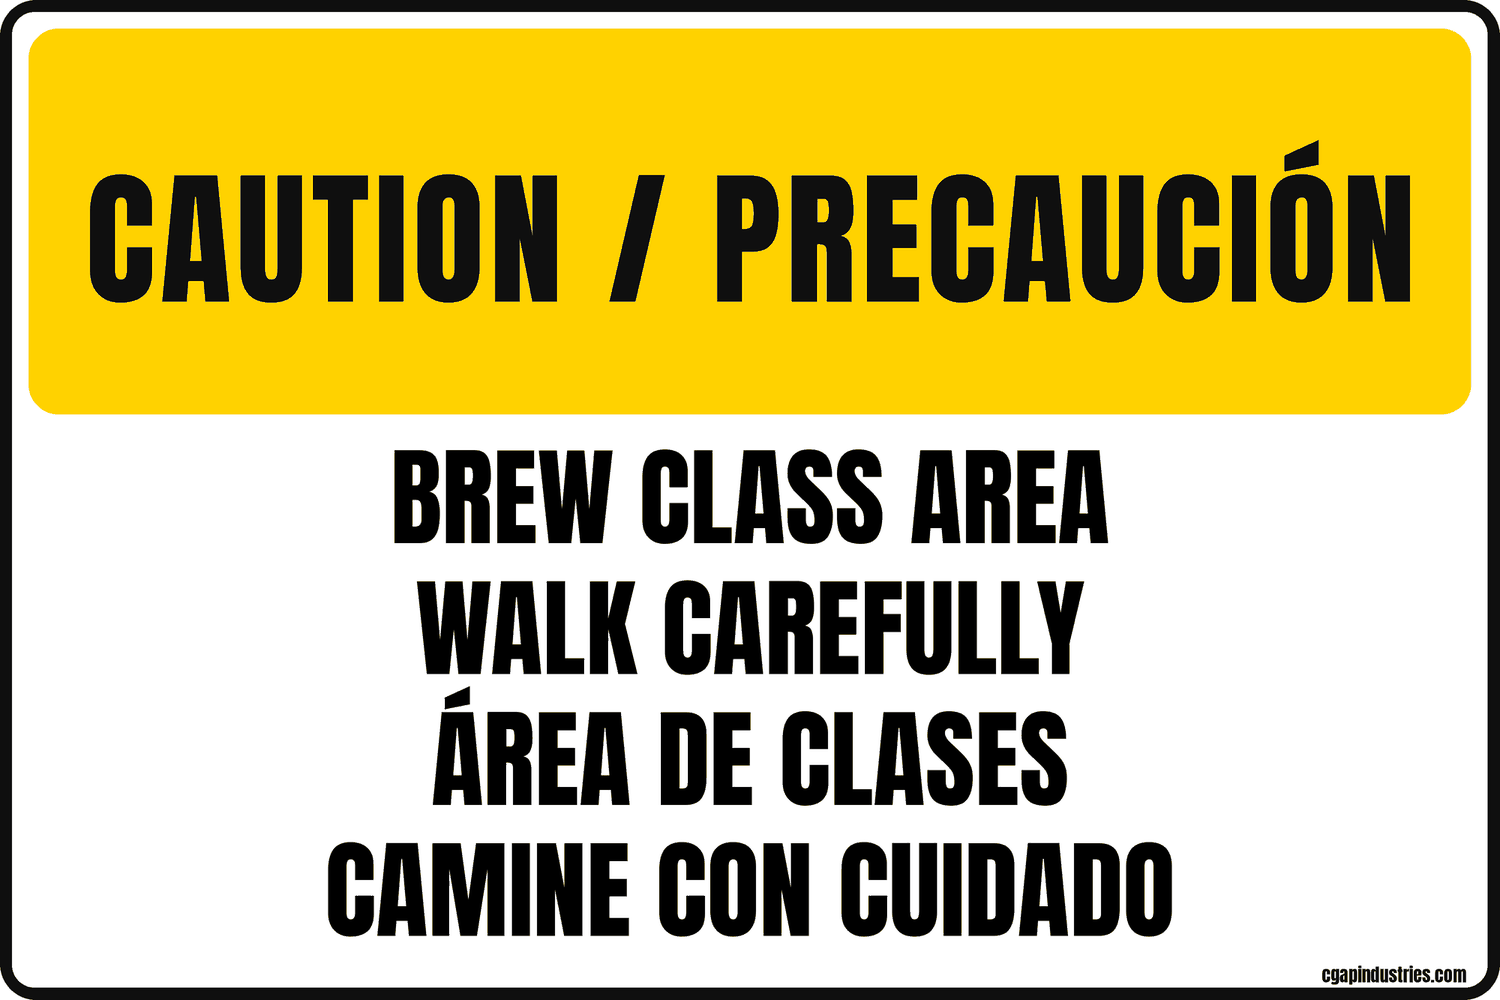 CAUTION / PRECAUCIÓN
BREW CLASS AREA
WALK CAREFULLY
ÁREA DE CLASES
CAMINE CON CUIDADO
cgapindustries.com